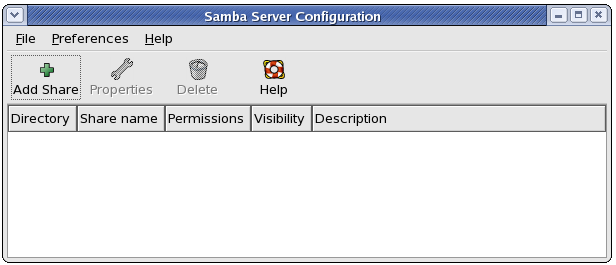 Samba Server Configuration
File Preferences Help
Add Share Properties Delete Help
Directory Share name Permissions Visibility Description